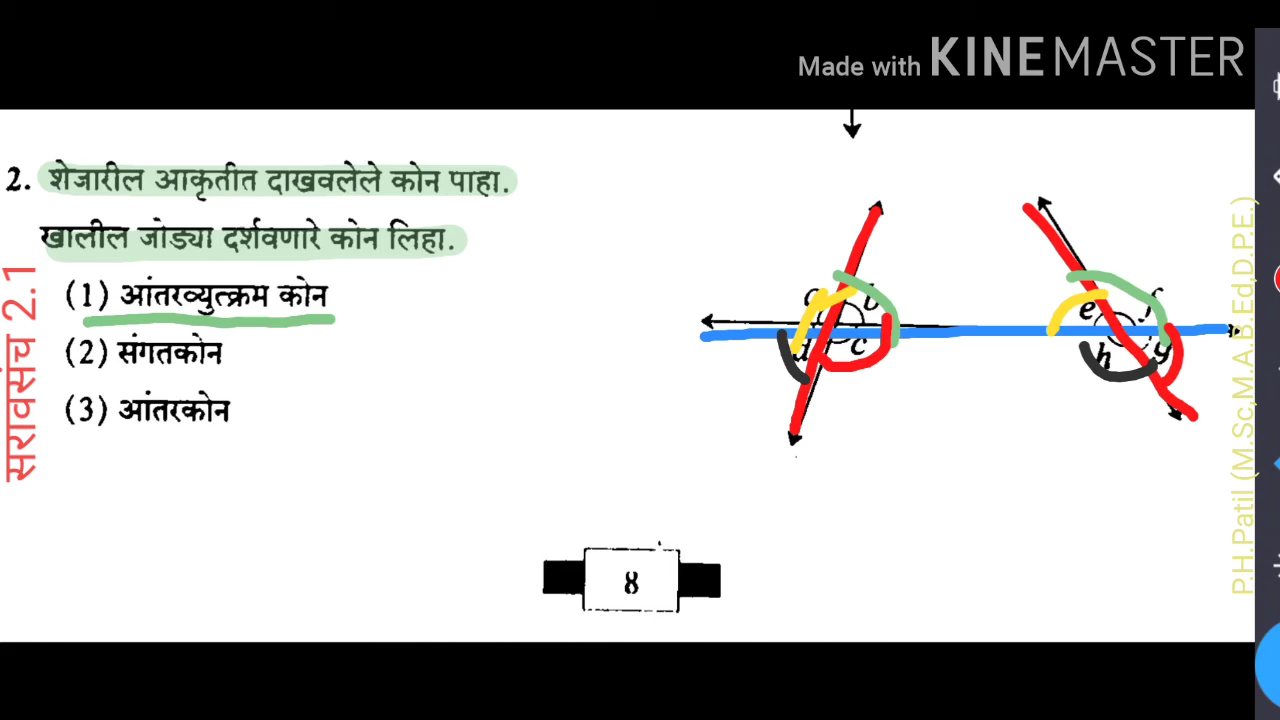 Made with KINEMASTER
2. शेजारील आकृतीत दाखवलेले कोन पाहा.
खालील जोड्या दर्शवणारे कोन लिहा.
(1) आंतरव्युत्क्रम कोन
(2) संगतकोन
(3) आंतरकोन
सरावसंच 2.1
a b
d c
e f
h g
P.H.Patil (M.Sc,M.A.B.Ed,D.P.E.)
8